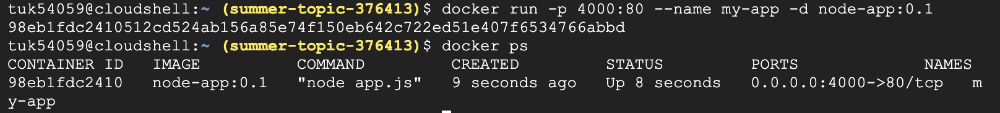 tuk54059@cloudshell:~ (summer-topic-376413)$ docker run -p 4000:80 --name my-app -d node-app:0.1
98eb1fdc2410512cd524ab156a85e74f150eb642c722ed51e407f6534766abbd
tuk54059@cloudshell:~ (summer-topic-376413)$ docker ps
CONTAINER ID   IMAGE          COMMAND         CREATED         STATUS         PORTS             NAMES
98eb1fdc2410   node-app:0.1   "node app.js"   9 seconds ago   Up 8 seconds   0.0.0.0:4000->80/tcp   m
y-app